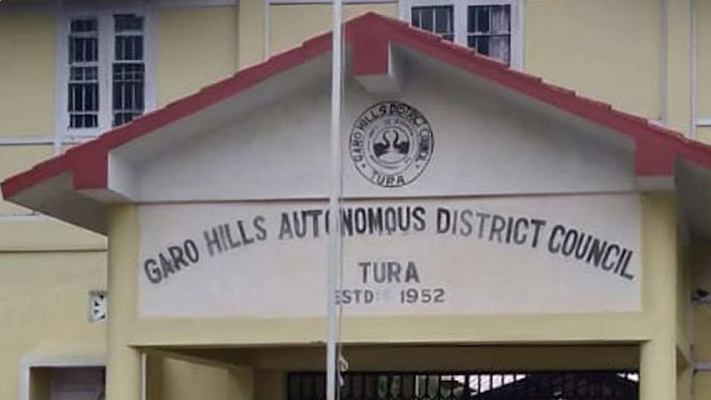 GARO HILLS DISTRICT COUNCIL
TURA
GARO HILLS AUTONOMOUS DISTRICT COUNCIL
TURA
ESTD: 1952